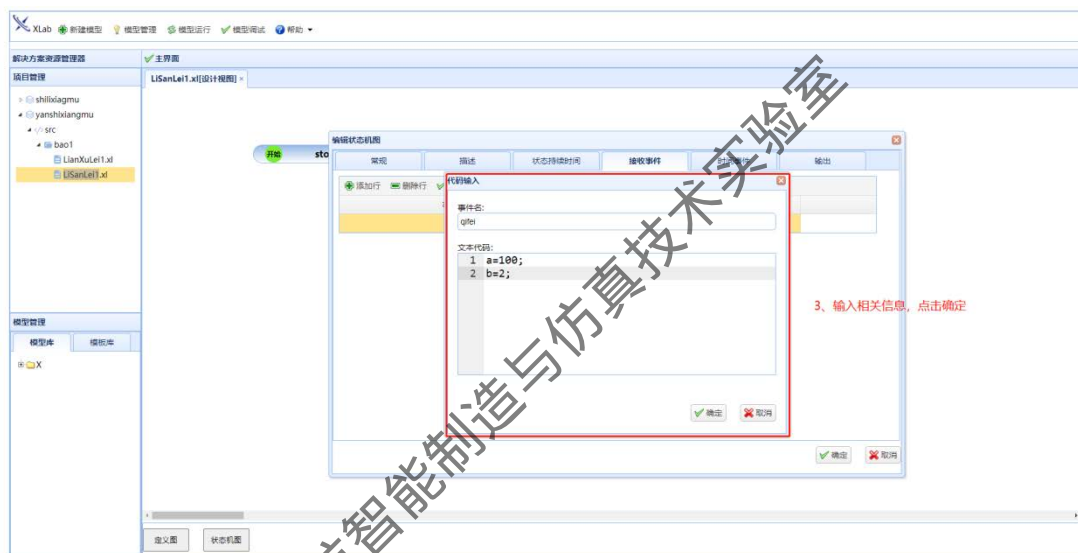 XLab 新建模型 模型管理 模型运行 模型调试 帮助
解决方案资源管理器 主界面
项目管理 LiSanLei1.xl[设计视图] ×
shilixiagmu
yanshixiangmu
src
bao1
LianXuLei1.xl
LiSanLei1.xl
开始 sto
编辑状态机图
常规 描述 状态持续时间 接收事件 时间事件 输出
添加行 删除行
代码输入
事件名:
qifei
文本代码:
1 a=100;
2 b=2;
确定 取消
3、输入相关信息，点击确定
确定 取消
模型管理
模型库 模板库
X
定义图 状态机图
智能制造与仿真技术实验室